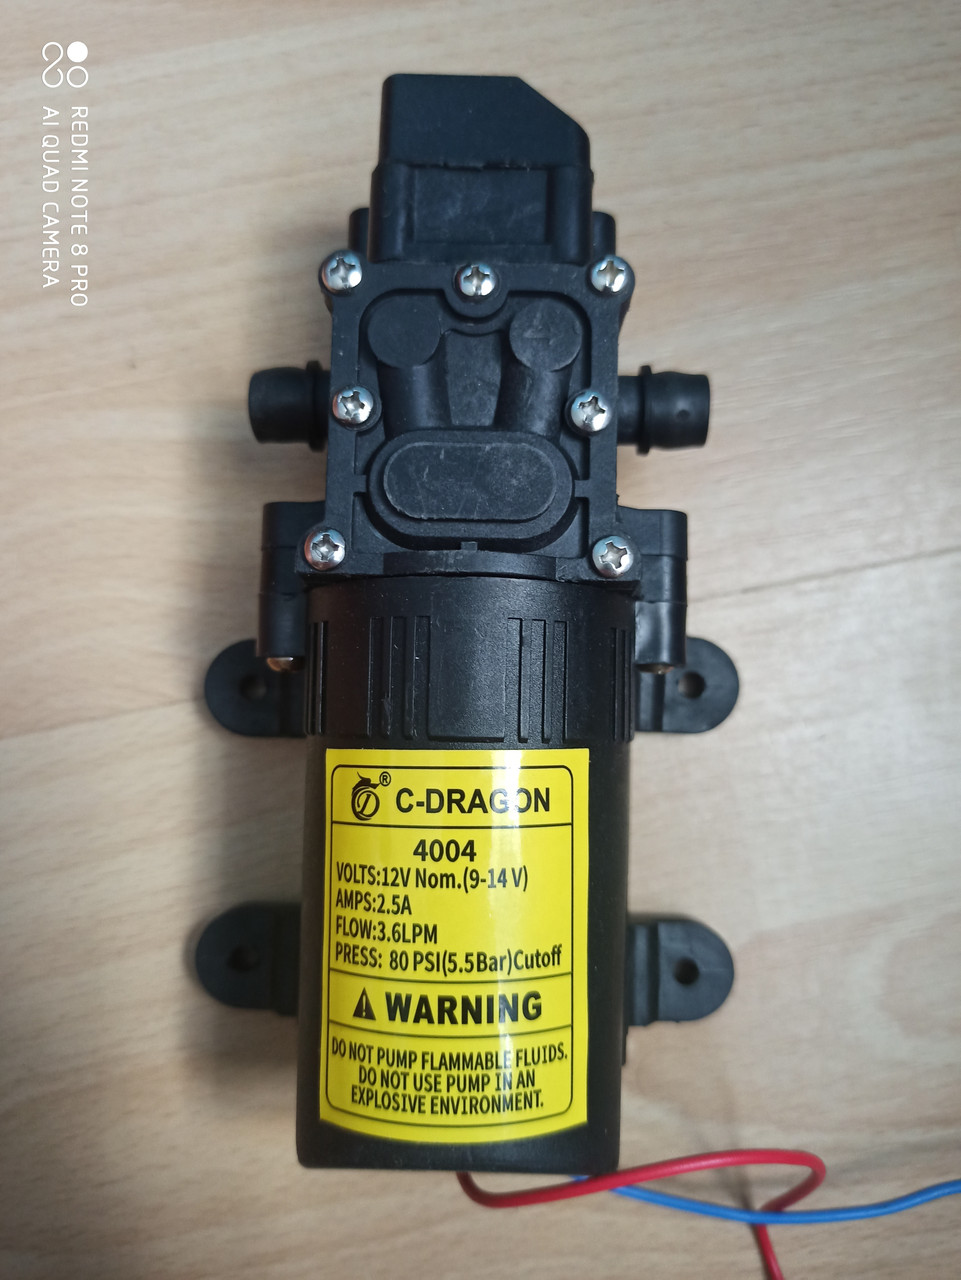 REDMI NOTE 8 PRO
AI QUAD CAMERA
® C-DRAGON
4004
VOLTS:12V Nom.(9-14 V)
AMPS:2.5A
FLOW:3.6LPM
PRESS: 80 PSI(5.5Bar)Cutoff
WARNING
DO NOT PUMP FLAMMABLE FLUIDS.
DO NOT USE PUMP IN AN
EXPLOSIVE ENVIRONMENT.